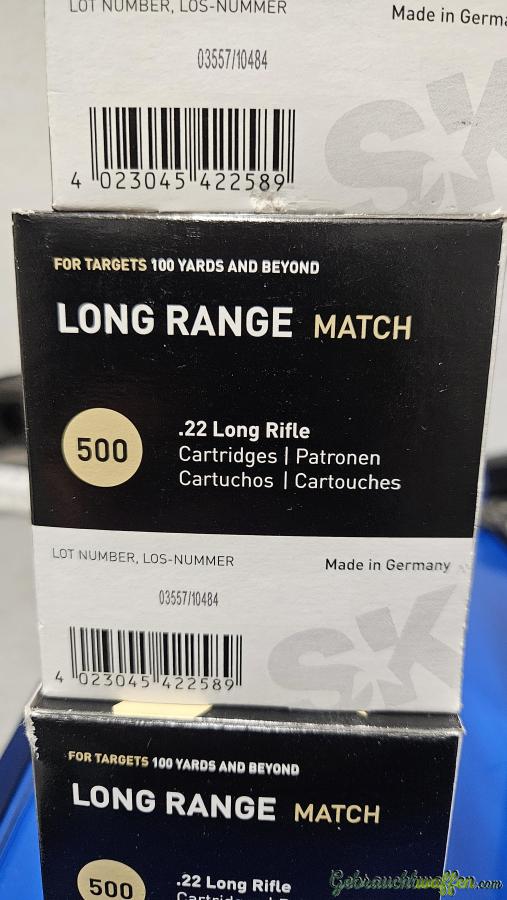 LOT NUMBER, LOS-NUMMER
Made in Germa
03557/10484
SK
4 023045 422589
FOR TARGETS 100 YARDS AND BEYOND
LONG RANGE MATCH
500
.22 Long Rifle
Cartridges | Patronen
Cartuchos | Cartouches
LOT NUMBER, LOS-NUMMER
Made in Germany
03557/10484
SK
4 023045 422589
FOR TARGETS 100 YARDS AND BEYOND
LONG RANGE MATCH
500
.22 Long Rifle
Gebrauchtwaffen.com